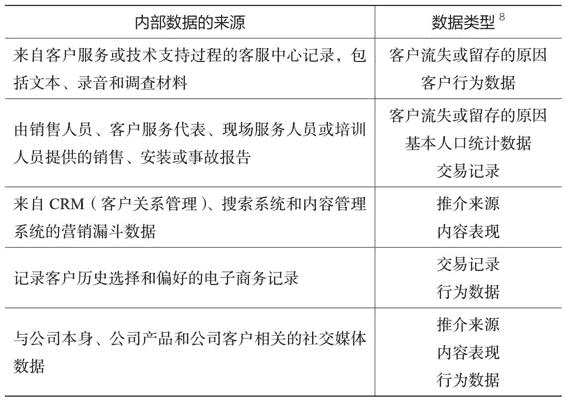 内部数据的来源
数据类型8
来自客户服务或技术支持过程的客服中心记录，包
括文本、录音和调查材料
客户流失或留存的原因
客户行为数据
由销售人员、客户服务代表、现场服务人员或培训
人员提供的销售、安装或事故报告
客户流失或留存的原因
基本人口统计数据
交易记录
来自 CRM（客户关系管理）、搜索系统和内容管理
系统的营销漏斗数据
推介来源
内容表现
记录客户历史选择和偏好的电子商务记录
交易记录
行为数据
与公司本身、公司产品和公司客户相关的社交媒体
数据
推介来源
内容表现
行为数据